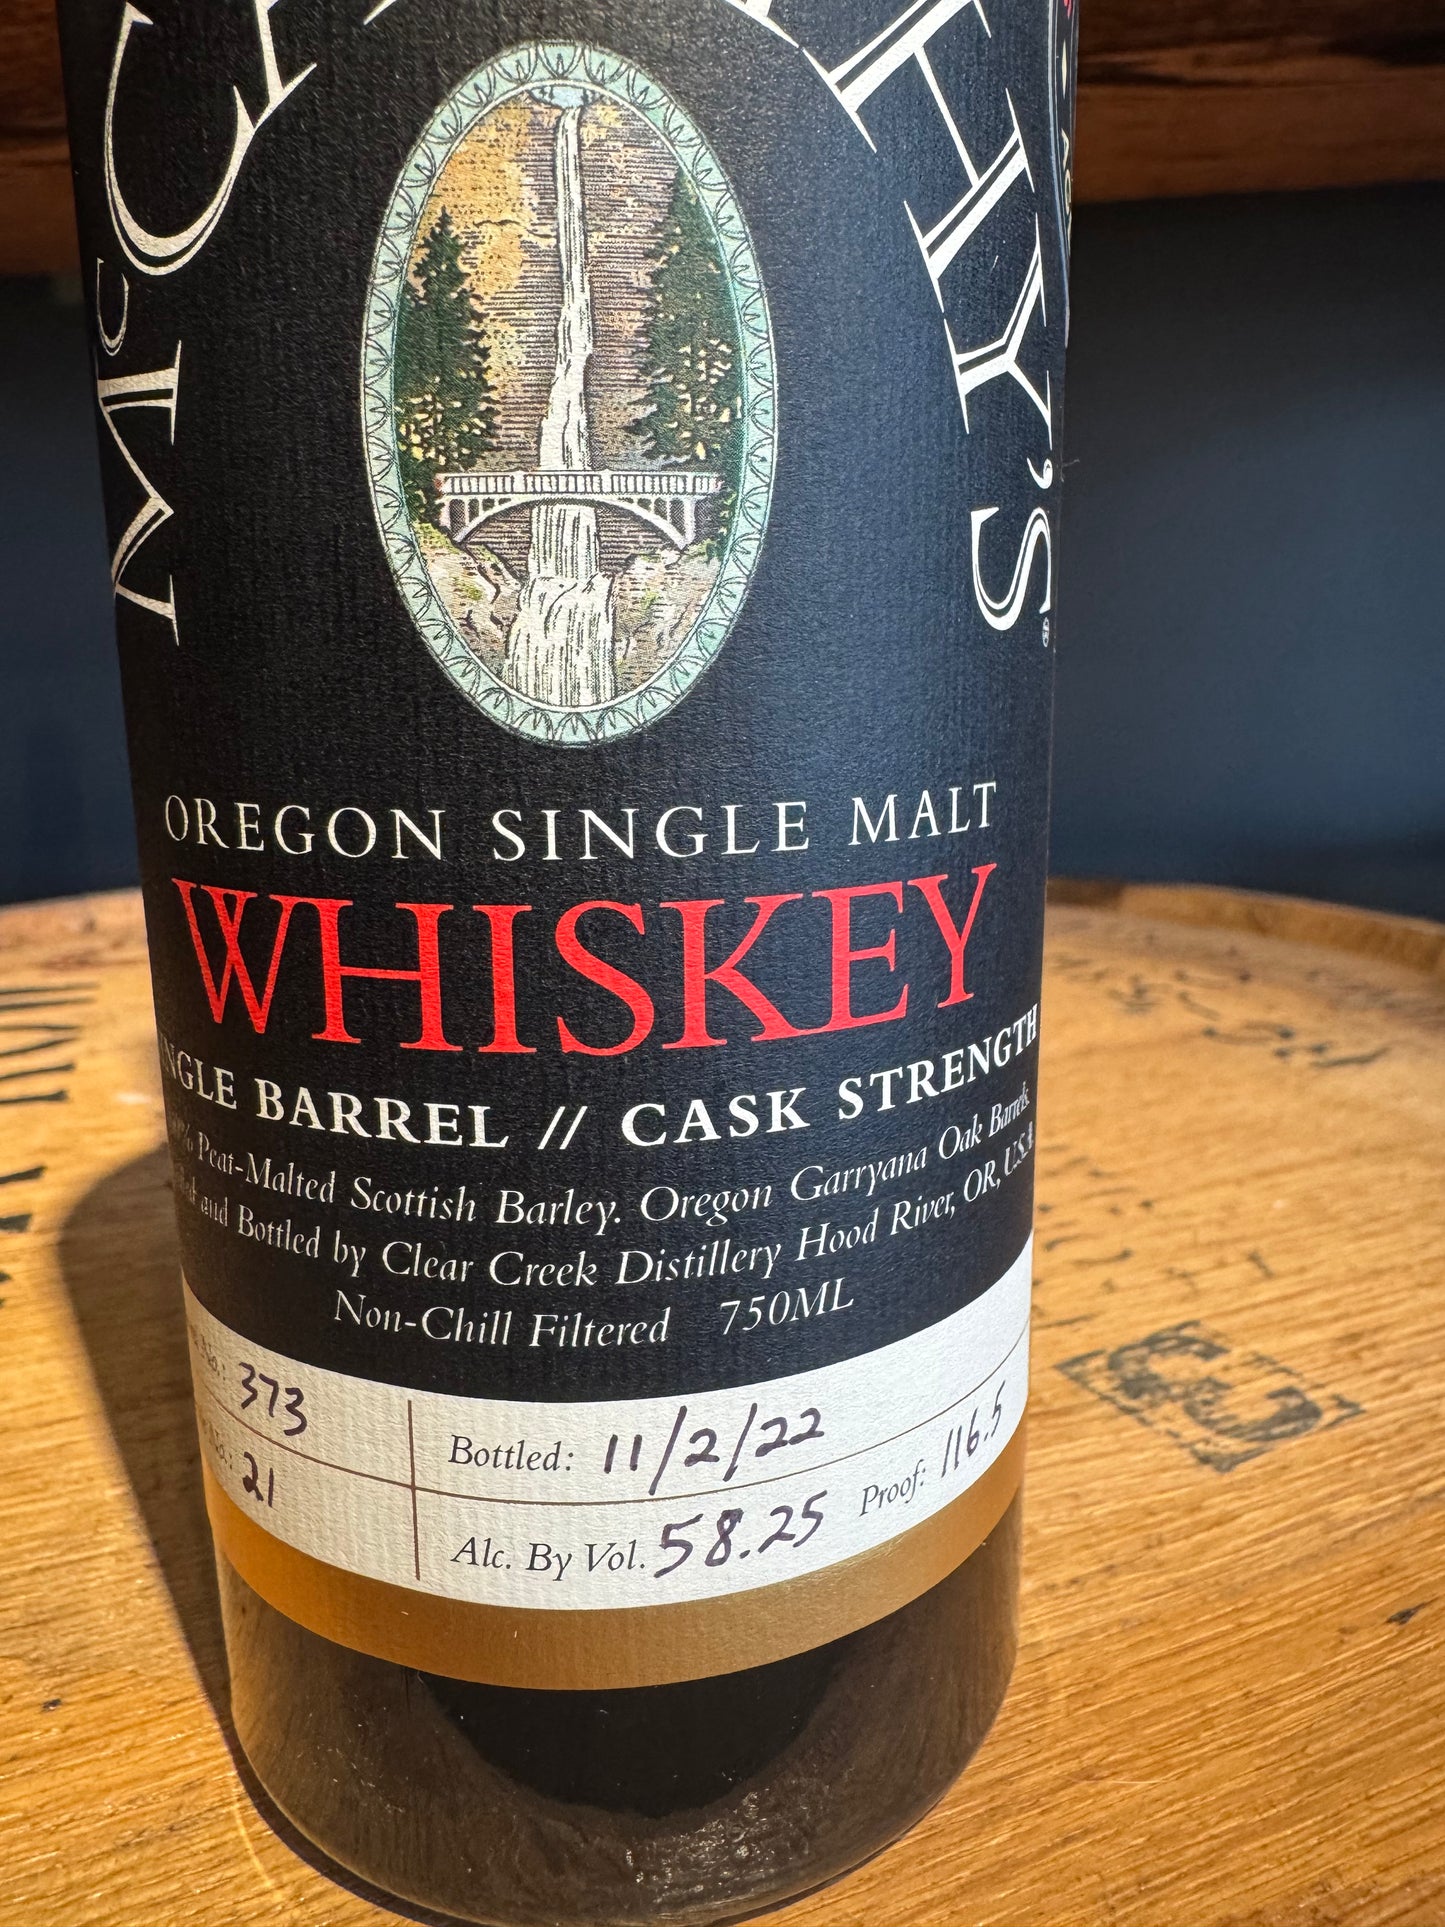 OREGON SINGLE MALT
WHISKEY
BARREL // CASK STRENGTH
Peat-Malted Scottish Barley. Oregon Garryana Oak Barrels.
and Bottled by Clear Creek Distillery Hood River, OR, USA
Non-Chill Filtered 750ML
373 Bottled: 11/2/22
21 Alc. By Vol. 58.25 Proof: 116.5